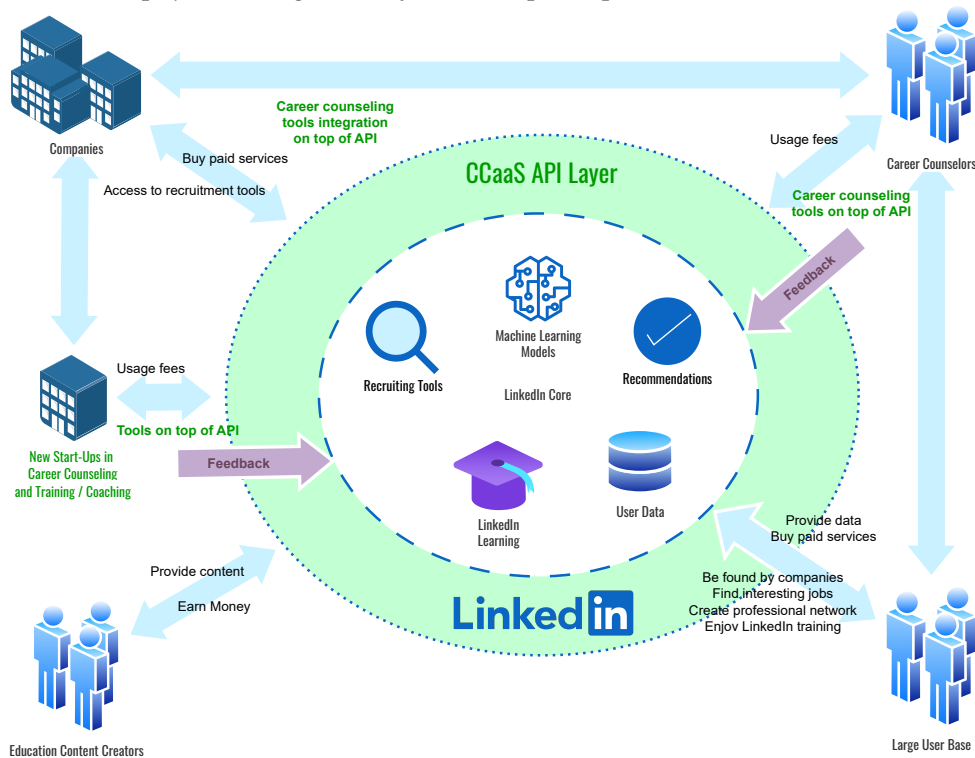 Career counseling
tools integration
on top of API
Companies
Buy paid services
Access to recruitment tools
Usage fees
Career Counselors
CCaaS API Layer
Career counseling
tools on top of API
Feedback
Machine Learning
Models
Recruiting Tools
Recommendations
LinkedIn Core
Usage fees
Tools on top of API
New Start-Ups in
Career Counseling
and Training / Coaching
Feedback
LinkedIn
Learning
User Data
Provide data
Buy paid services
Provide content
Earn Money
Be found by companies
Find interesting jobs
Create professional network
Enjoy LinkedIn training
LinkedIn
Education Content Creators
Large User Base